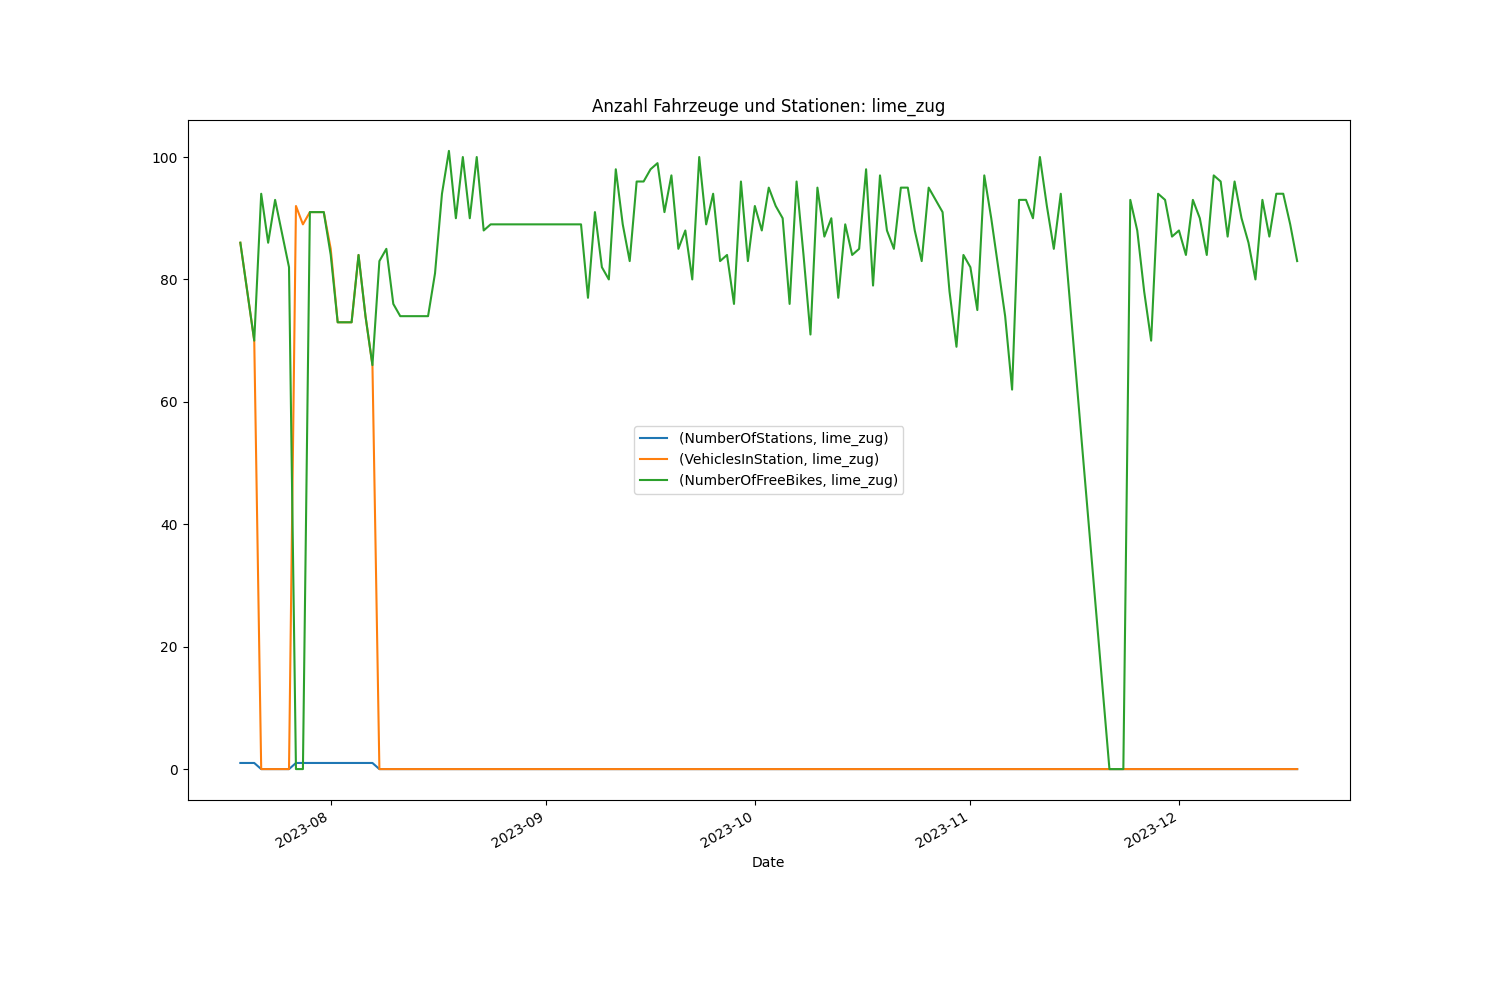 Anzahl Fahrzeuge und Stationen: lime_zug
100
80
60
40
20
0
(NumberOfStations, lime_zug)
(VehiclesInStation, lime_zug)
(NumberOfFreeBikes, lime_zug)
2023-08
2023-09
2023-10
2023-11
2023-12
Date